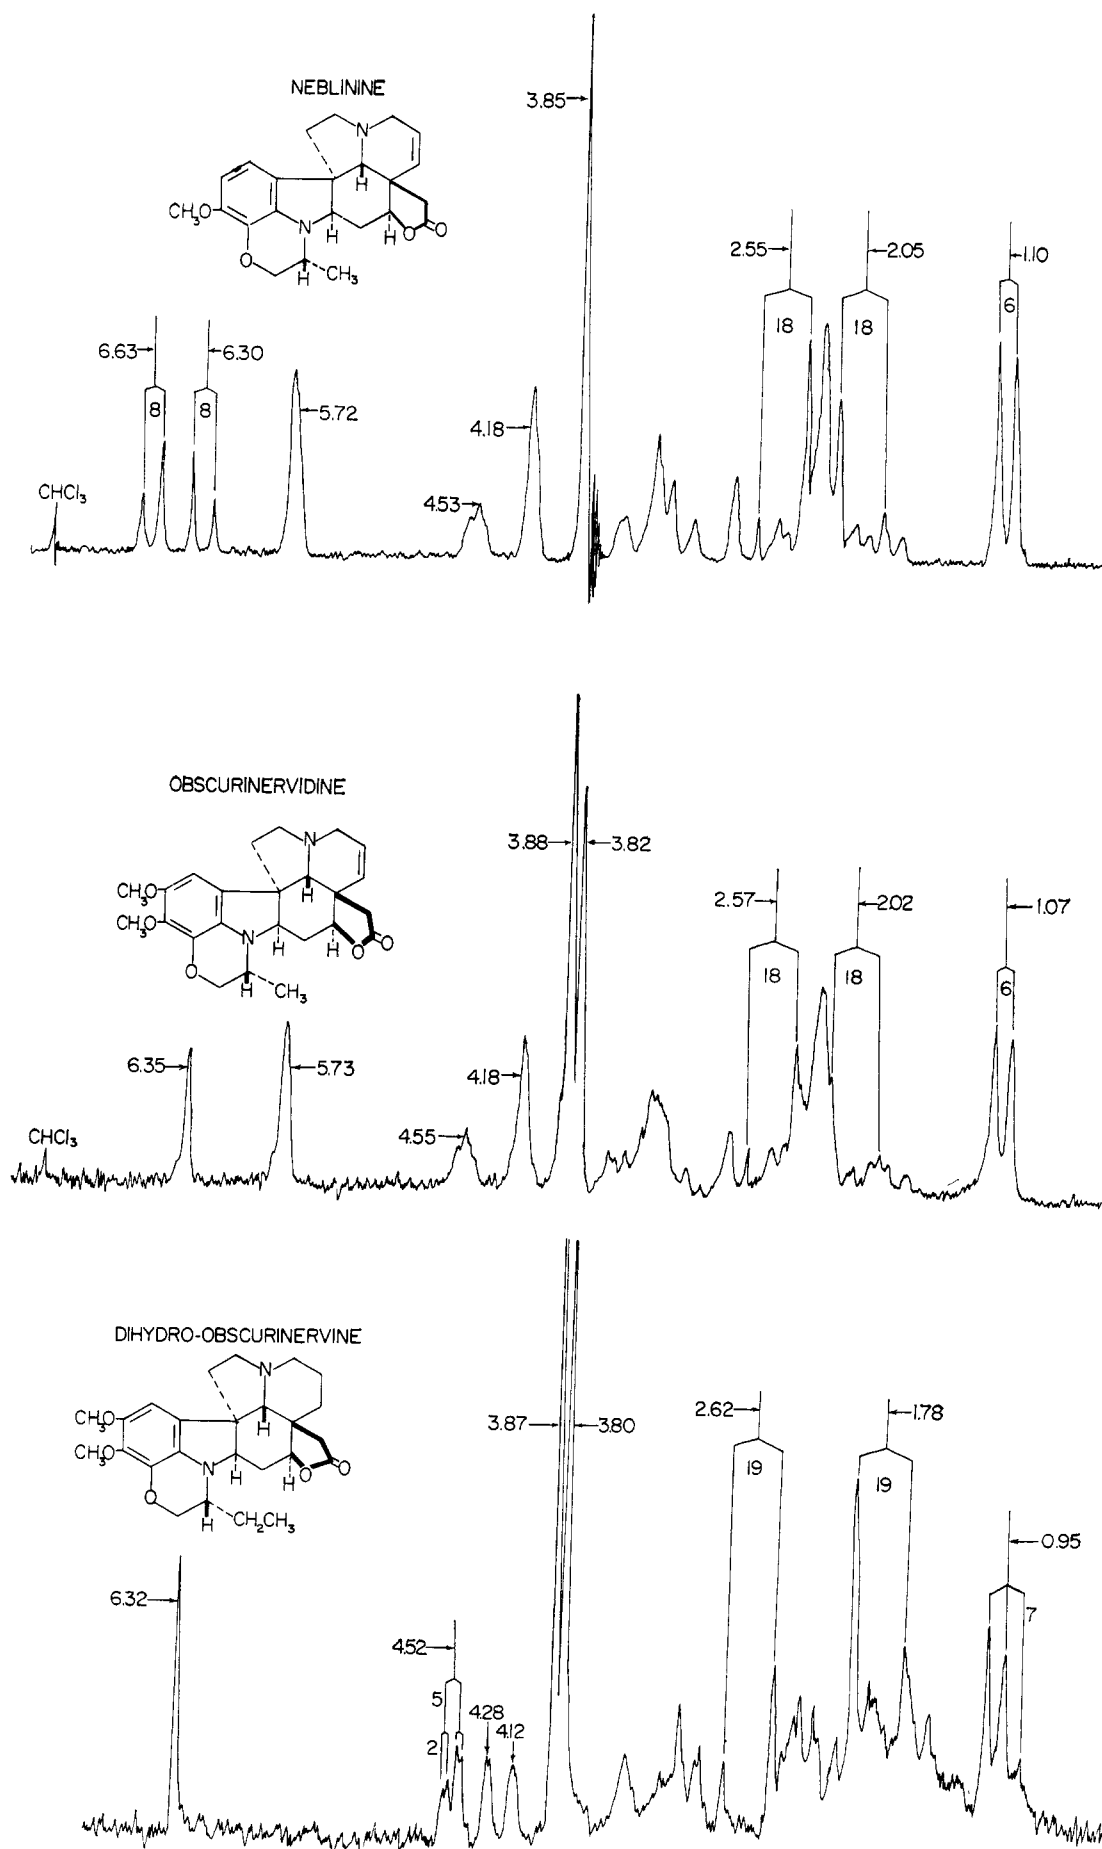 NEBLININE
3.85
N
H
CH₃O
N
H
H
O
O
O
H
CH₃
2.55
2.05
1.10
18
18
6
6.63
6.30
8
8
5.72
4.18
4.53
CHCl₃
OBSCURINERVIDINE
3.88
3.82
N
H
CH₃O
CH₃O
N
H
H
O
O
O
H
CH₃
2.57
2.02
1.07
18
18
6
6.35
5.73
4.18
4.55
CHCl₃
DIHYDRO-OBSCURINERVINE
3.87
3.80
N
H
CH₃O
CH₃O
N
H
H
O
O
O
H
CH₂CH₃
2.62
1.78
19
19
0.95
7
6.32
4.52
5
4.28
4.12
2